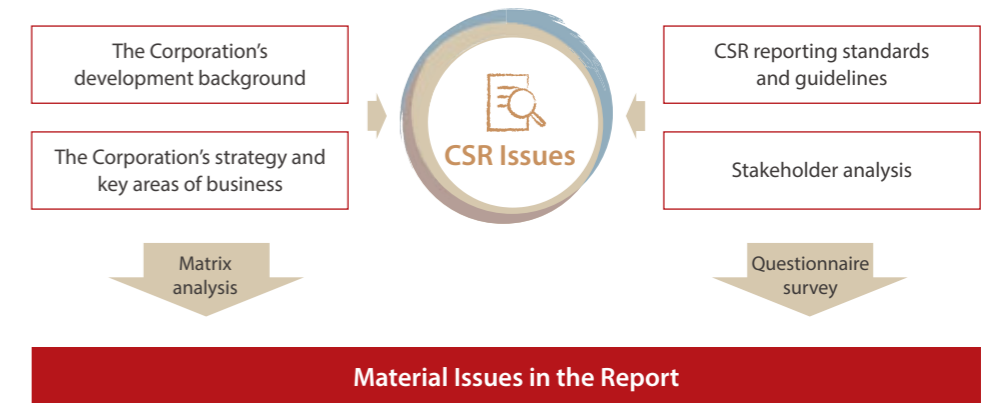 The Corporation’s
development background
The Corporation’s strategy and
key areas of business
CSR Issues
CSR reporting standards
and guidelines
Stakeholder analysis
Matrix
analysis
Questionnaire
survey
Material Issues in the Report